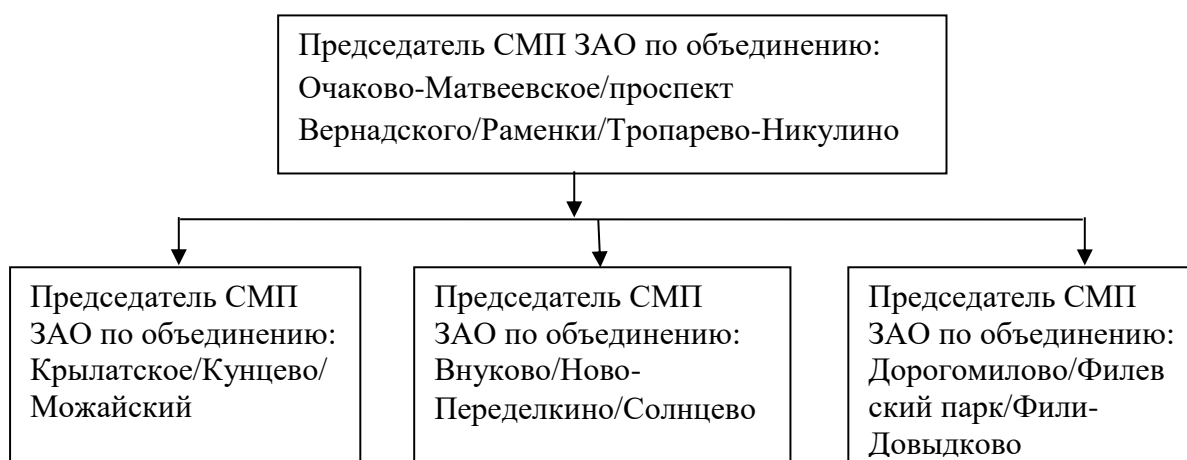 Председатель СМП ЗАО по объединению:
Очаково-Матвеевское/проспект
Вернадского/Раменки/Тропарево-Никулино
Председатель СМП
ЗАО по объединению:
Крылатское/Кунцево/
Можайский
Председатель СМП
ЗАО по объединению:
Внуково/Ново-
Переделкино/Солнцево
Председатель СМП
ЗАО по объединению:
Дорогомилово/Филев
ский парк/Фили-
Довыдково